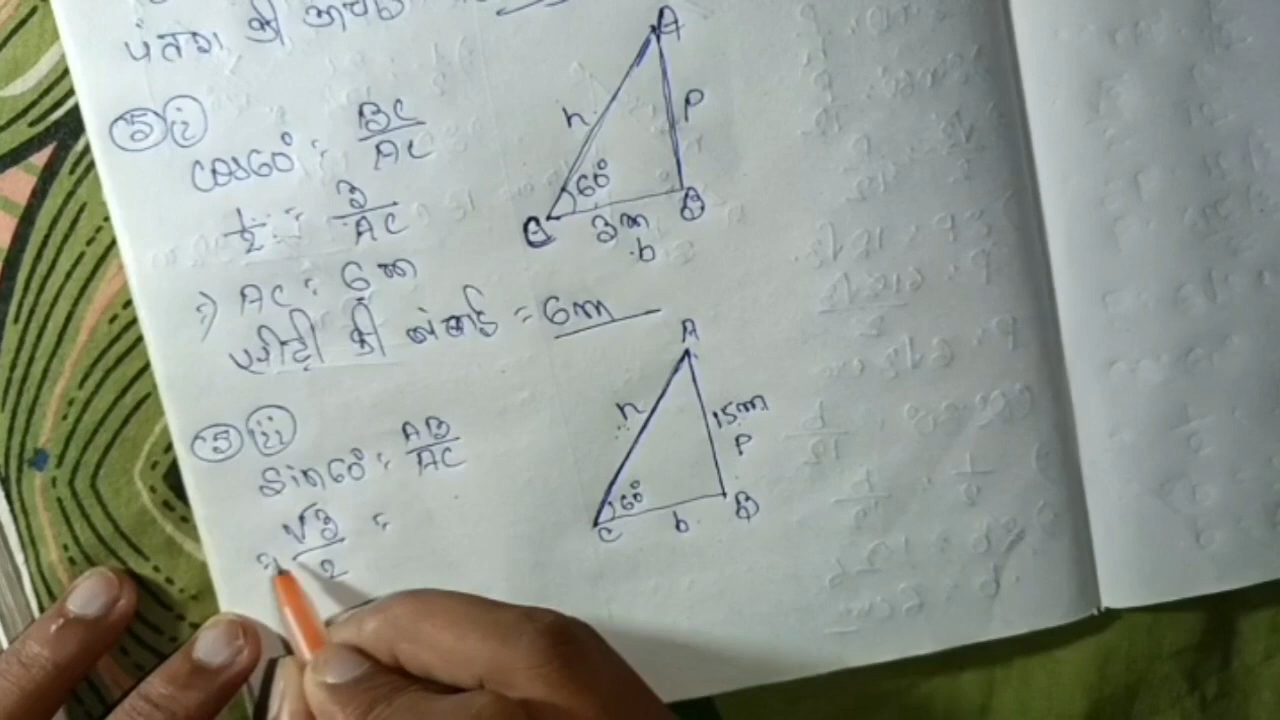 की
5 i
cos60° = BC/AC
1/2 = 3/AC
⇒ AC = 6m
सीढ़ी की लंबाई = 6m
A
h
P
60°
C
3m
B
b
5 ii
sin60° = AB/AC
⇒ √3/2 =
A
h
15m
P
60°
C
b
B